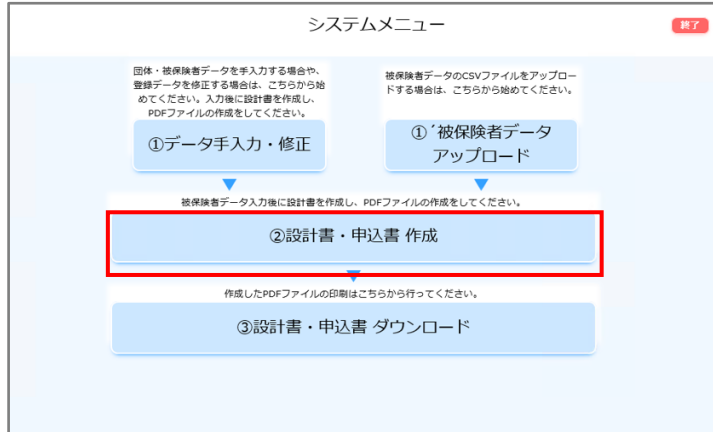 システムメニュー
終了
団体・被保険者データを手入力する場合や、
登録データを修正する場合は、こちらから始
めてください。入力後に設計書を作成し、
PDFファイルの作成をしてください。
被保険者データのCSVファイルをアップロー
ドする場合は、こちらから始めてください。
①データ手入力・修正
①´被保険者データ
アップロード
被保険者データ入力後に設計書を作成し、PDFファイルの作成をしてください。
②設計書・申込書 作成
作成したPDFファイルの印刷はこちらから行ってください。
③設計書・申込書 ダウンロード